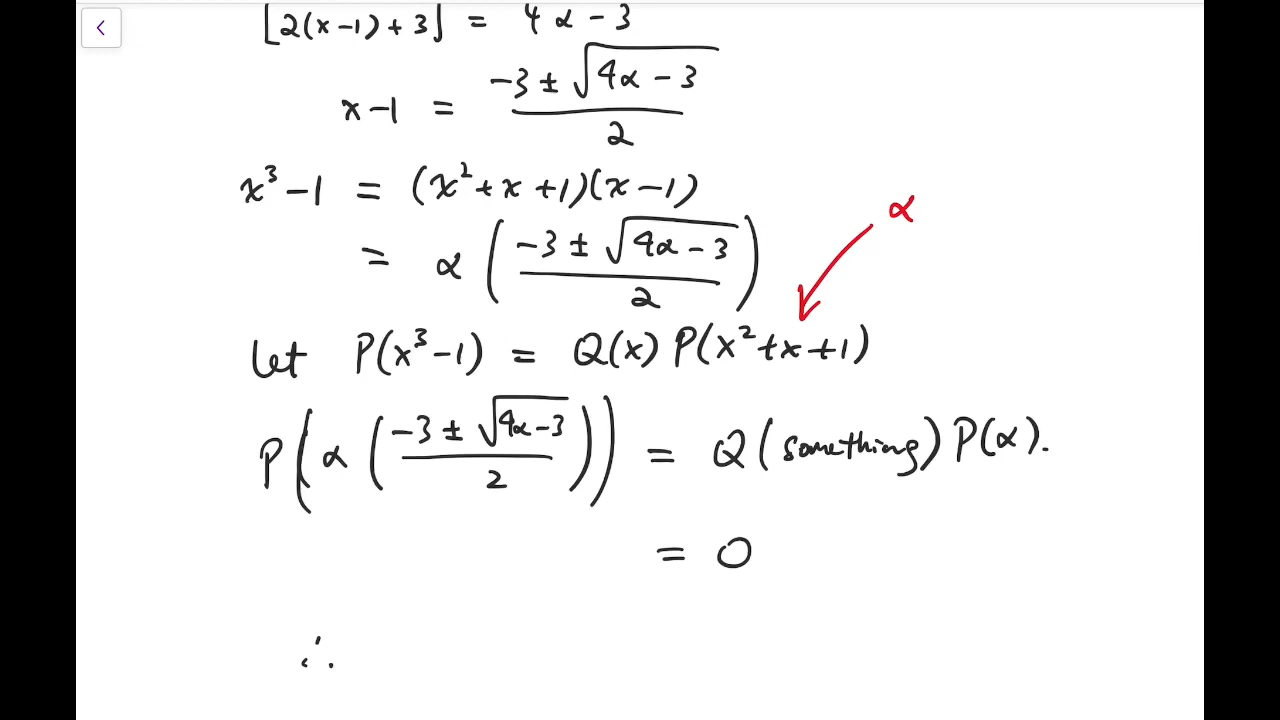 [2(x-1)+3] = 4α - 3
x-1 = (-3 ± √(4α - 3))/2
x³ - 1 = (x² + x + 1)(x - 1)
α
= α ((-3 ± √(4α - 3))/2)
Let P(x³-1) = Q(x) P(x²+x+1)
P(α((-3 ± √(4α-3))/2)) = Q(something) P(α).
= 0
∴